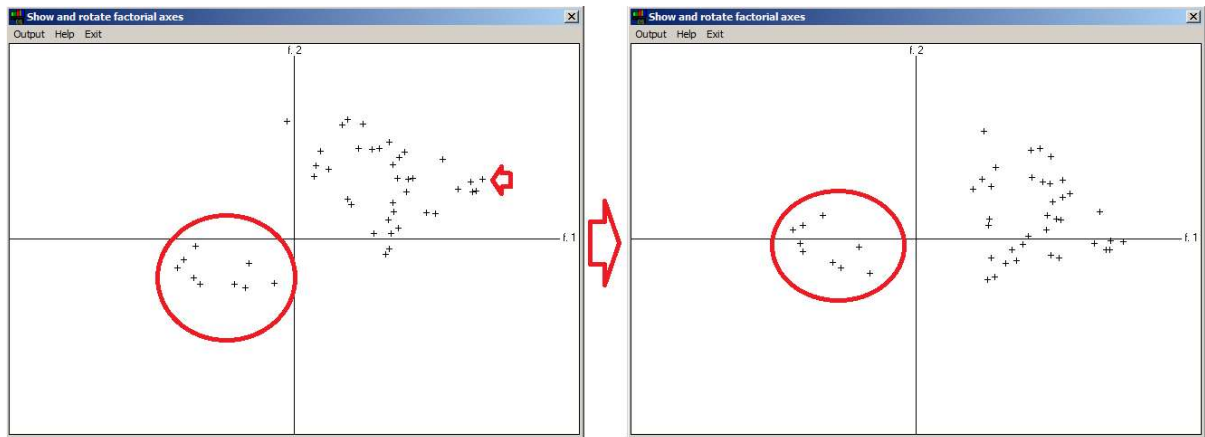 Show and rotate factorial axes
Output Help Exit
f. 2
f. 1
Show and rotate factorial axes
Output Help Exit
f. 2
f. 1